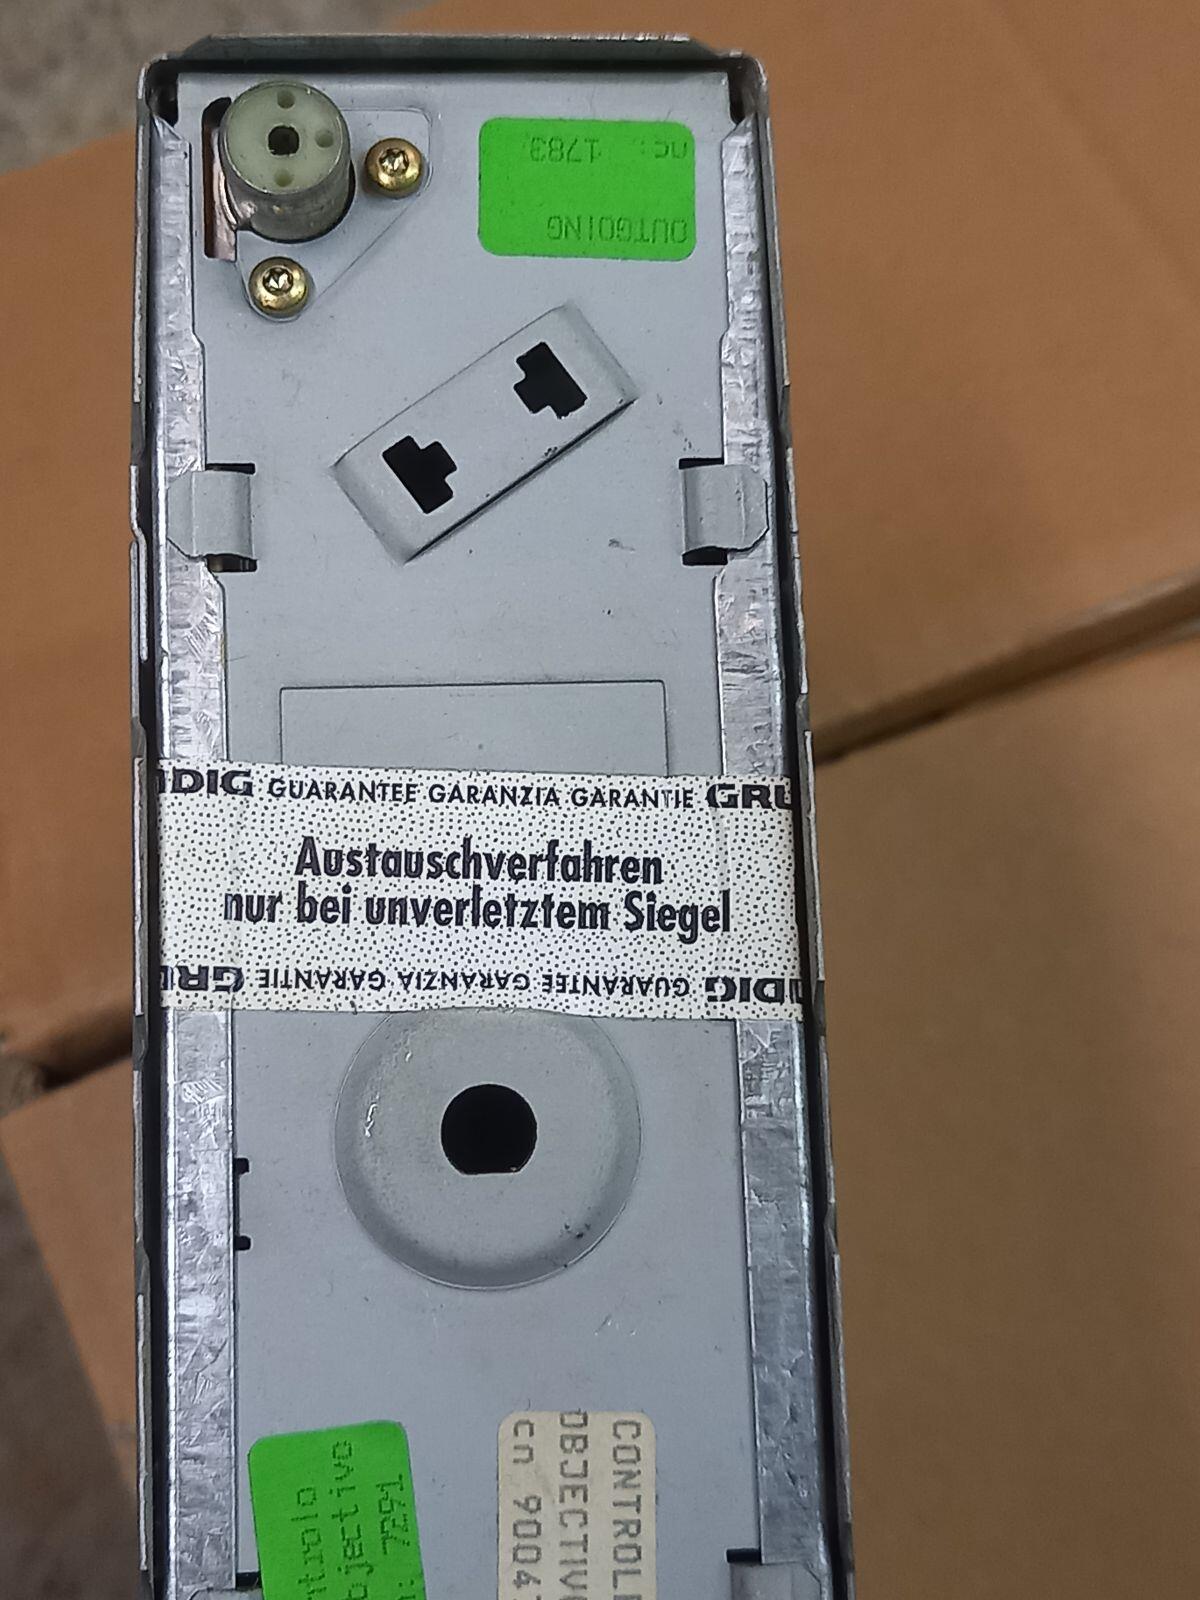 OUTGOING
nc: 1783
DIG GUARANTEE GARANZIA GARANTIE GRU
Austauschverfahren
nur bei unverletztem Siegel
DIG GUARANTEE GARANZIA GARANTIE GRU
CONTROLE
OBJECTIVO
cn 9004